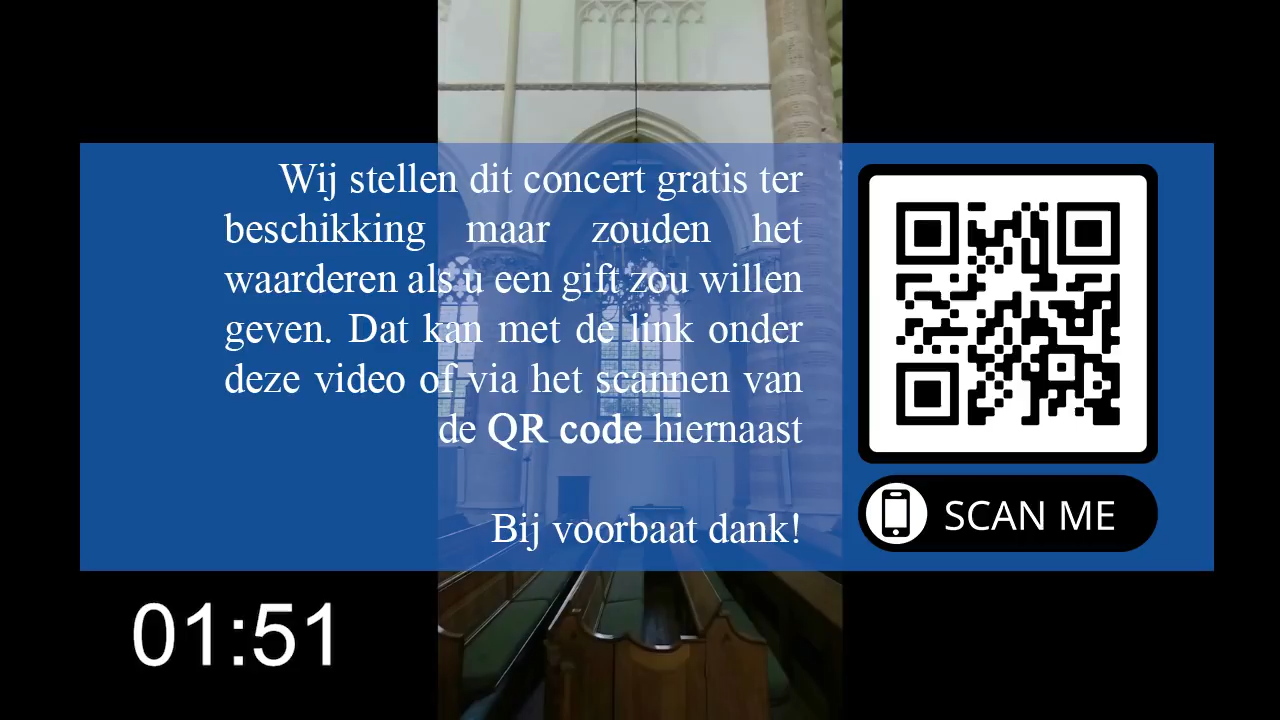 Wij stellen dit concert gratis ter
beschikking maar zouden het
waarderen als u een gift zou willen
geven. Dat kan met de link onder
deze video of via het scannen van
de QR code hiernaast
Bij voorbaat dank!
SCAN ME
01:51